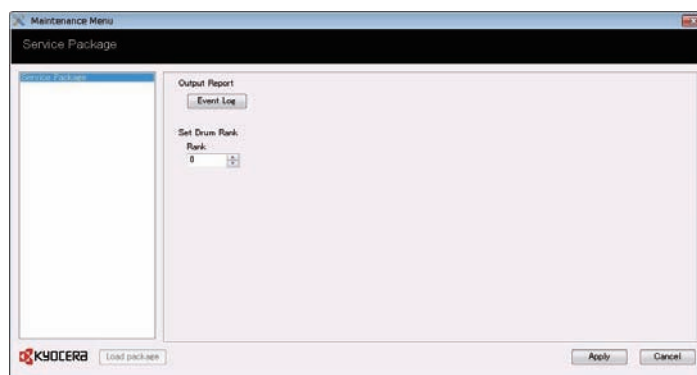 Maintenance Menu
Service Package
Service Package
Output Report
Event Log
Set Drum Rank
Rank
0
KYOCERA
Load package
Apply
Cancel